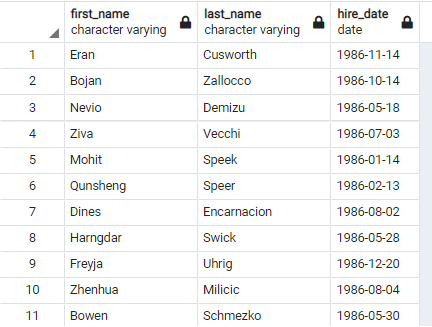 first_name last_name hire_date
character varying character varying date
1 Eran Cusworth 1986-11-14
2 Bojan Zallocco 1986-10-14
3 Nevio Demizu 1986-05-18
4 Ziva Vecchi 1986-07-03
5 Mohit Speek 1986-01-14
6 Qunsheng Speer 1986-02-13
7 Dines Encarnacion 1986-08-02
8 Harngdar Swick 1986-05-28
9 Freyja Uhrig 1986-12-20
10 Zhenhua Milicic 1986-08-04
11 Bowen Schmezko 1986-05-30